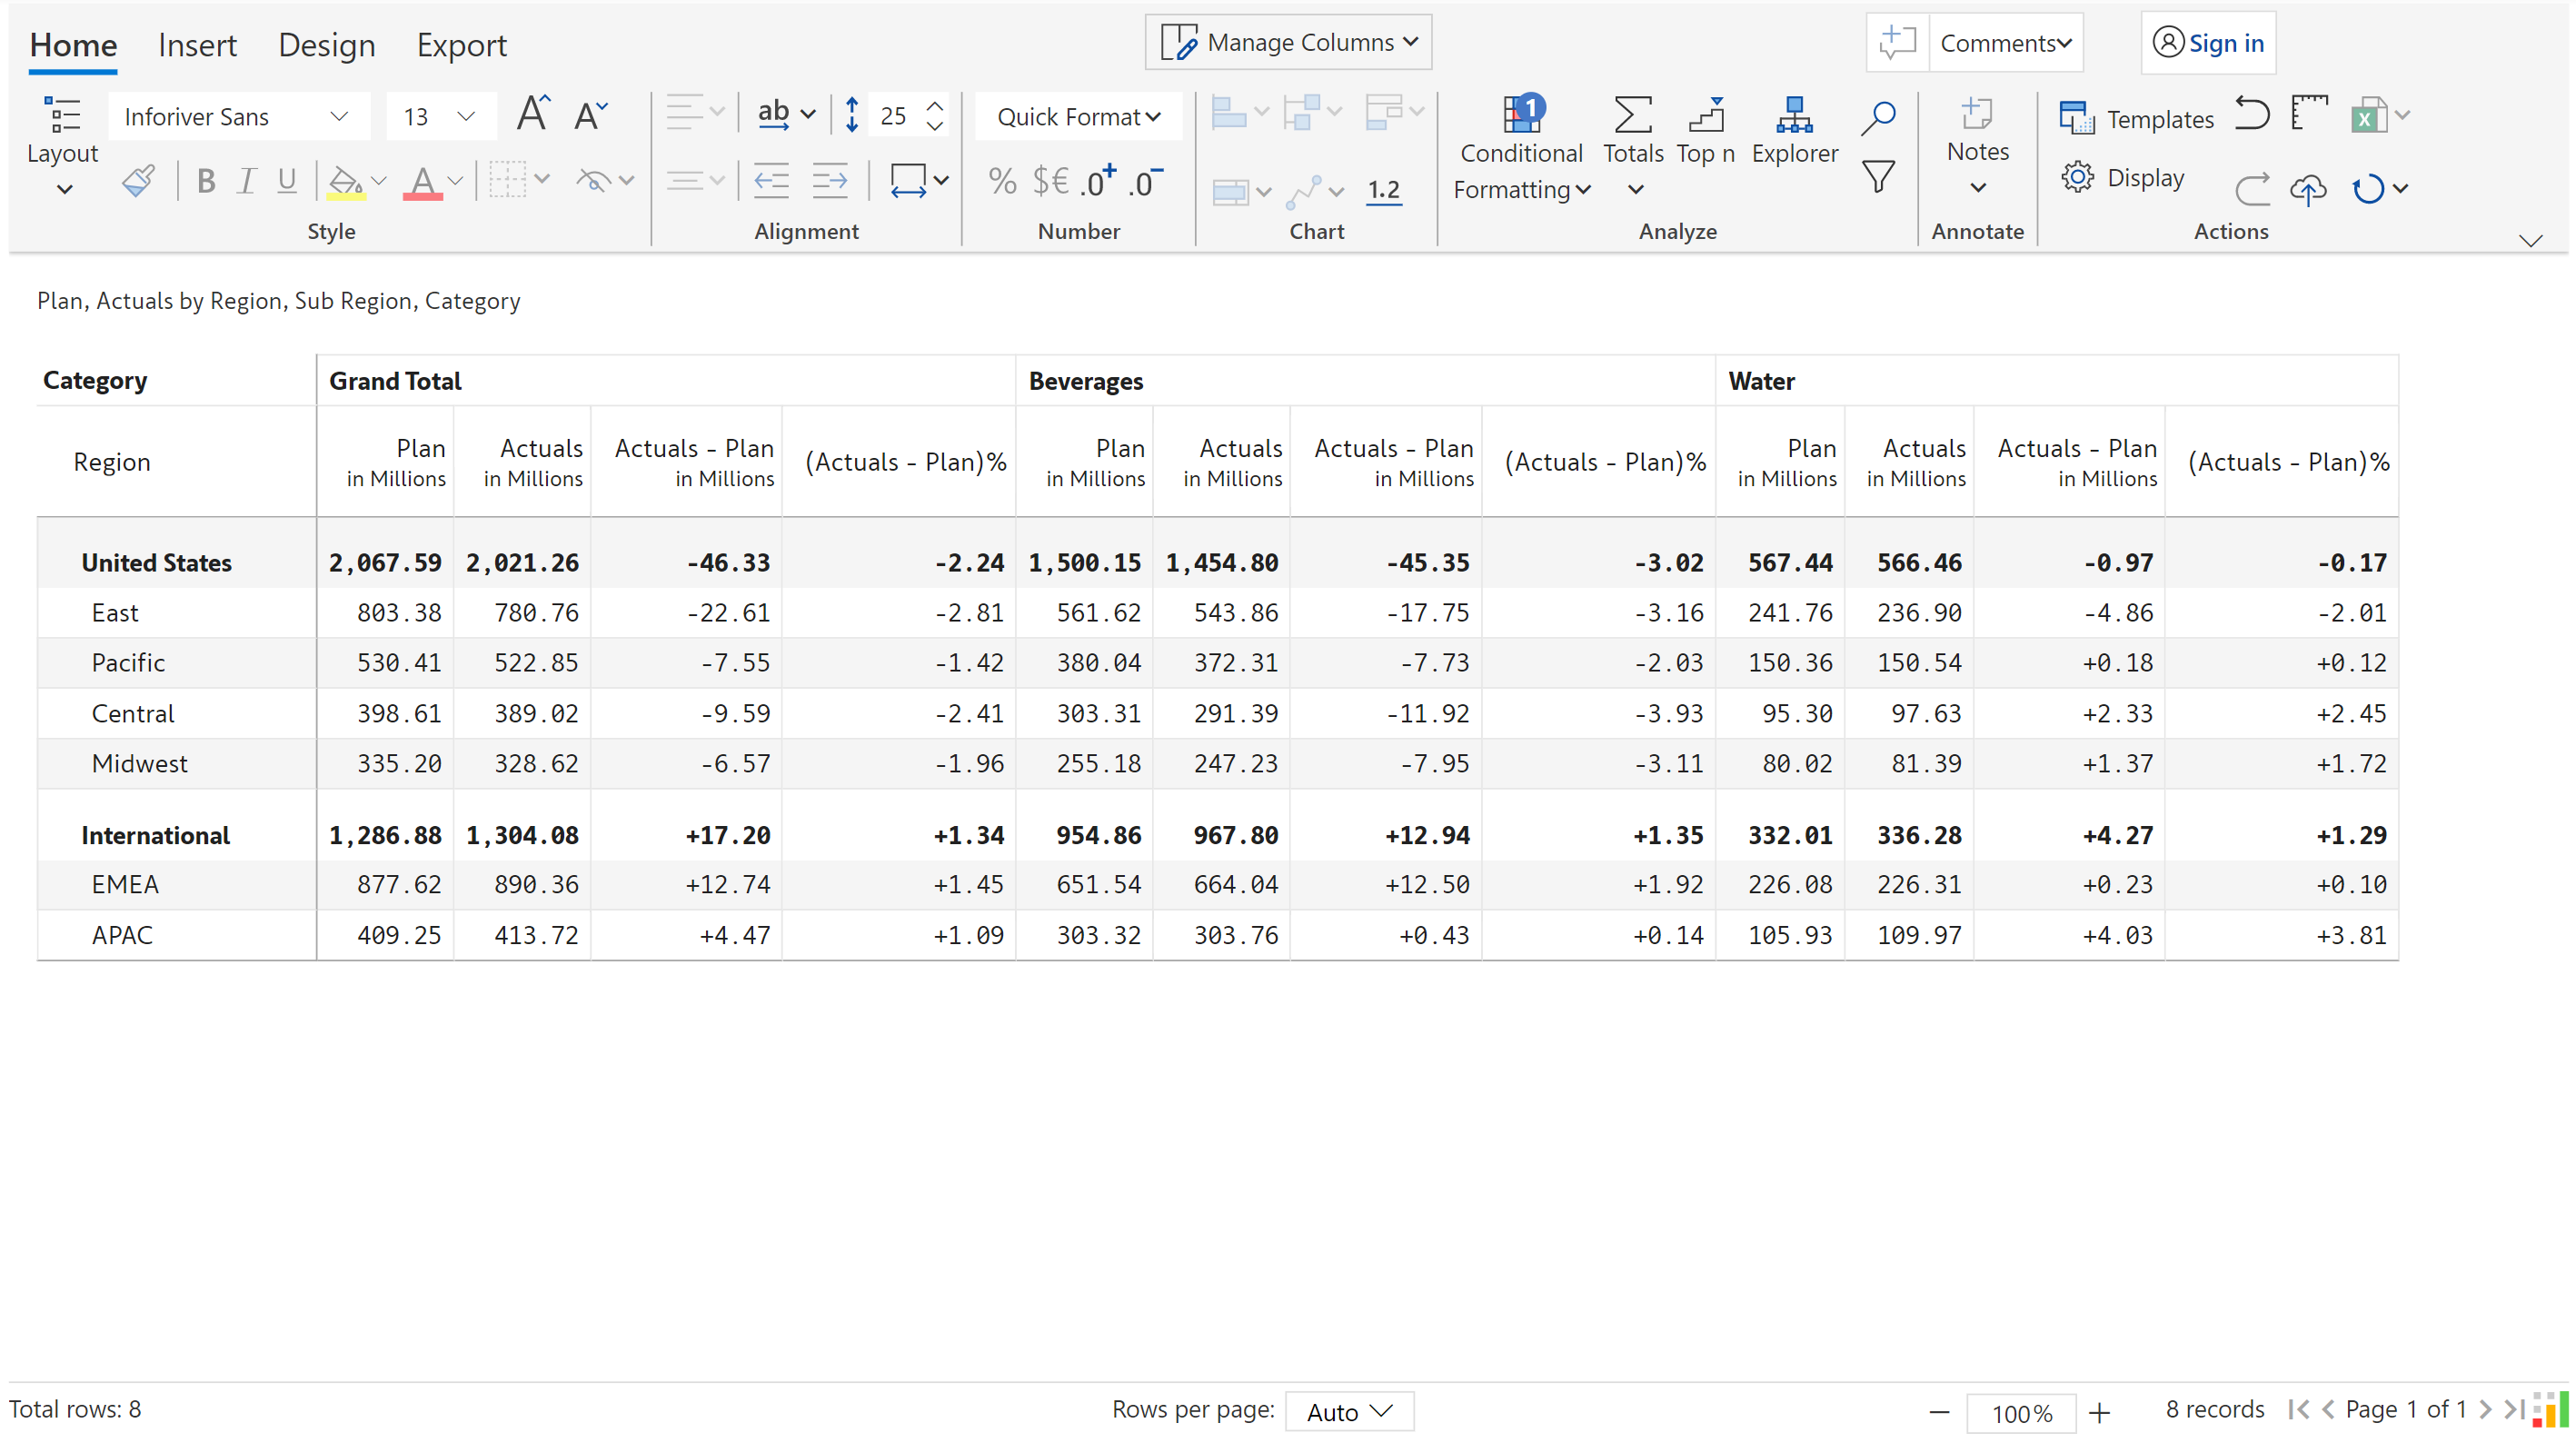 Home Insert Design Export Manage Columns Comments Sign in
Inforiver Sans 13 A A ab 25 Quick Format 1 Templates
Layout Conditional Formatting Totals Top n Explorer Notes
B I U A % $€ .0+ .0- 1.2 Display
Style Alignment Number Chart Analyze Annotate Actions
Plan, Actuals by Region, Sub Region, Category
Category Grand Total Beverages Water
Region Plan in Millions Actuals in Millions Actuals - Plan in Millions (Actuals - Plan)% Plan in Millions Actuals in Millions Actuals - Plan in Millions (Actuals - Plan)% Plan in Millions Actuals in Millions Actuals - Plan in Millions (Actuals - Plan)%
United States 2,067.59 2,021.26 -46.33 -2.24 1,500.15 1,454.80 -45.35 -3.02 567.44 566.46 -0.97 -0.17
East 803.38 780.76 -22.61 -2.81 561.62 543.86 -17.75 -3.16 241.76 236.90 -4.86 -2.01
Pacific 530.41 522.85 -7.55 -1.42 380.04 372.31 -7.73 -2.03 150.36 150.54 +0.18 +0.12
Central 398.61 389.02 -9.59 -2.41 303.31 291.39 -11.92 -3.93 95.30 97.63 +2.33 +2.45
Midwest 335.20 328.62 -6.57 -1.96 255.18 247.23 -7.95 -3.11 80.02 81.39 +1.37 +1.72
International 1,286.88 1,304.08 +17.20 +1.34 954.86 967.80 +12.94 +1.35 332.01 336.28 +4.27 +1.29
EMEA 877.62 890.36 +12.74 +1.45 651.54 664.04 +12.50 +1.92 226.08 226.31 +0.23 +0.10
APAC 409.25 413.72 +4.47 +1.09 303.32 303.76 +0.43 +0.14 105.93 109.97 +4.03 +3.81
Total rows: 8 Rows per page: Auto 100% 8 records Page 1 of 1